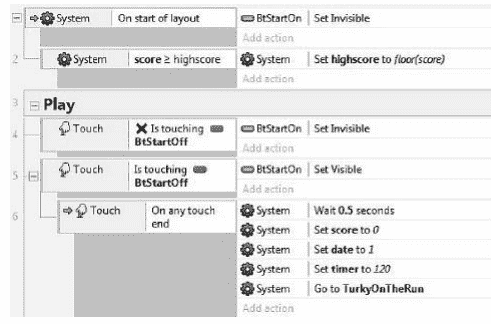 System On start of layout BtStartOn Set Invisible
Add action
2 System score ≥ highscore System Set highscore to floor(score)
Add action
3 Play
4 Touch Is touching BtStartOn Set Invisible
BtStartOff Add action
5 Touch Is touching BtStartOn Set Visible
BtStartOff Add action
6 Touch On any touch System Wait 0.5 seconds
end System Set score to 0
System Set date to 1
System Set timer to 120
System Go to TurkyOnTheRun
Add action